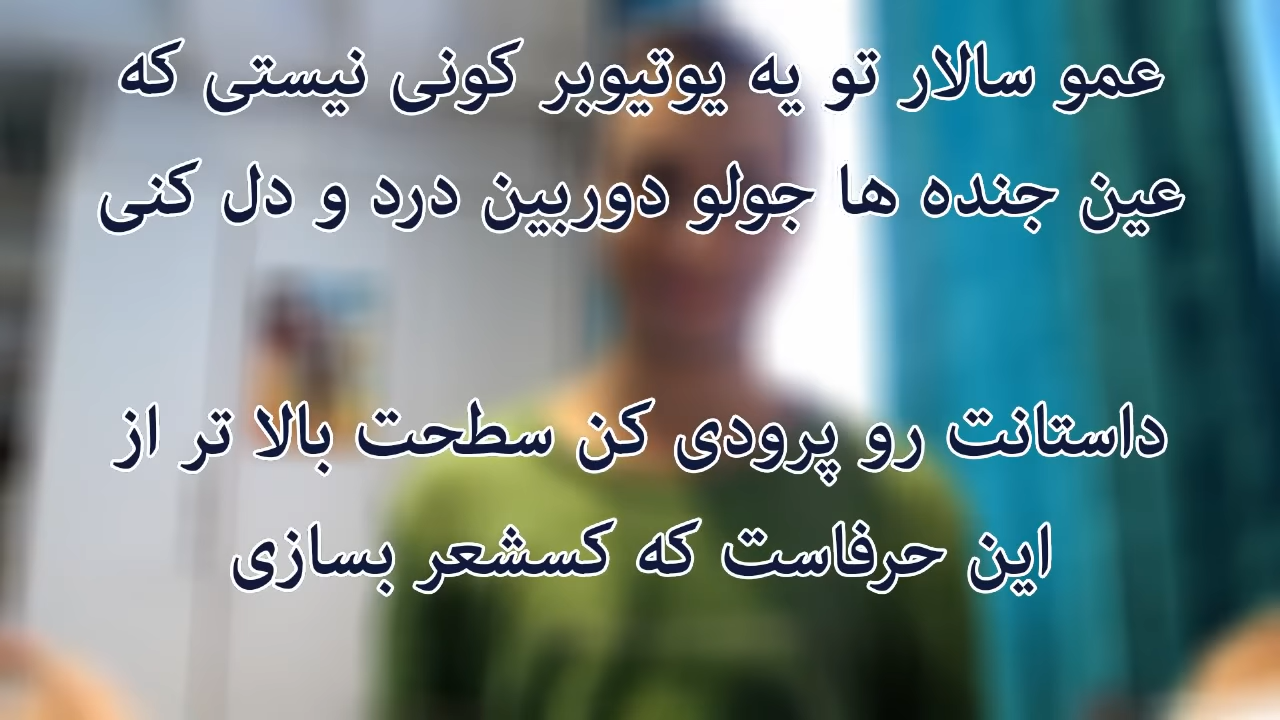 عمو سالار تو یه یوتیوبر کونی نیستی که
عین جنده ها جولو دوربین درد و دل کنی
داستانت رو پرودی کن سطحت بالا تر از
این حرفاست که کسشعر بسازی